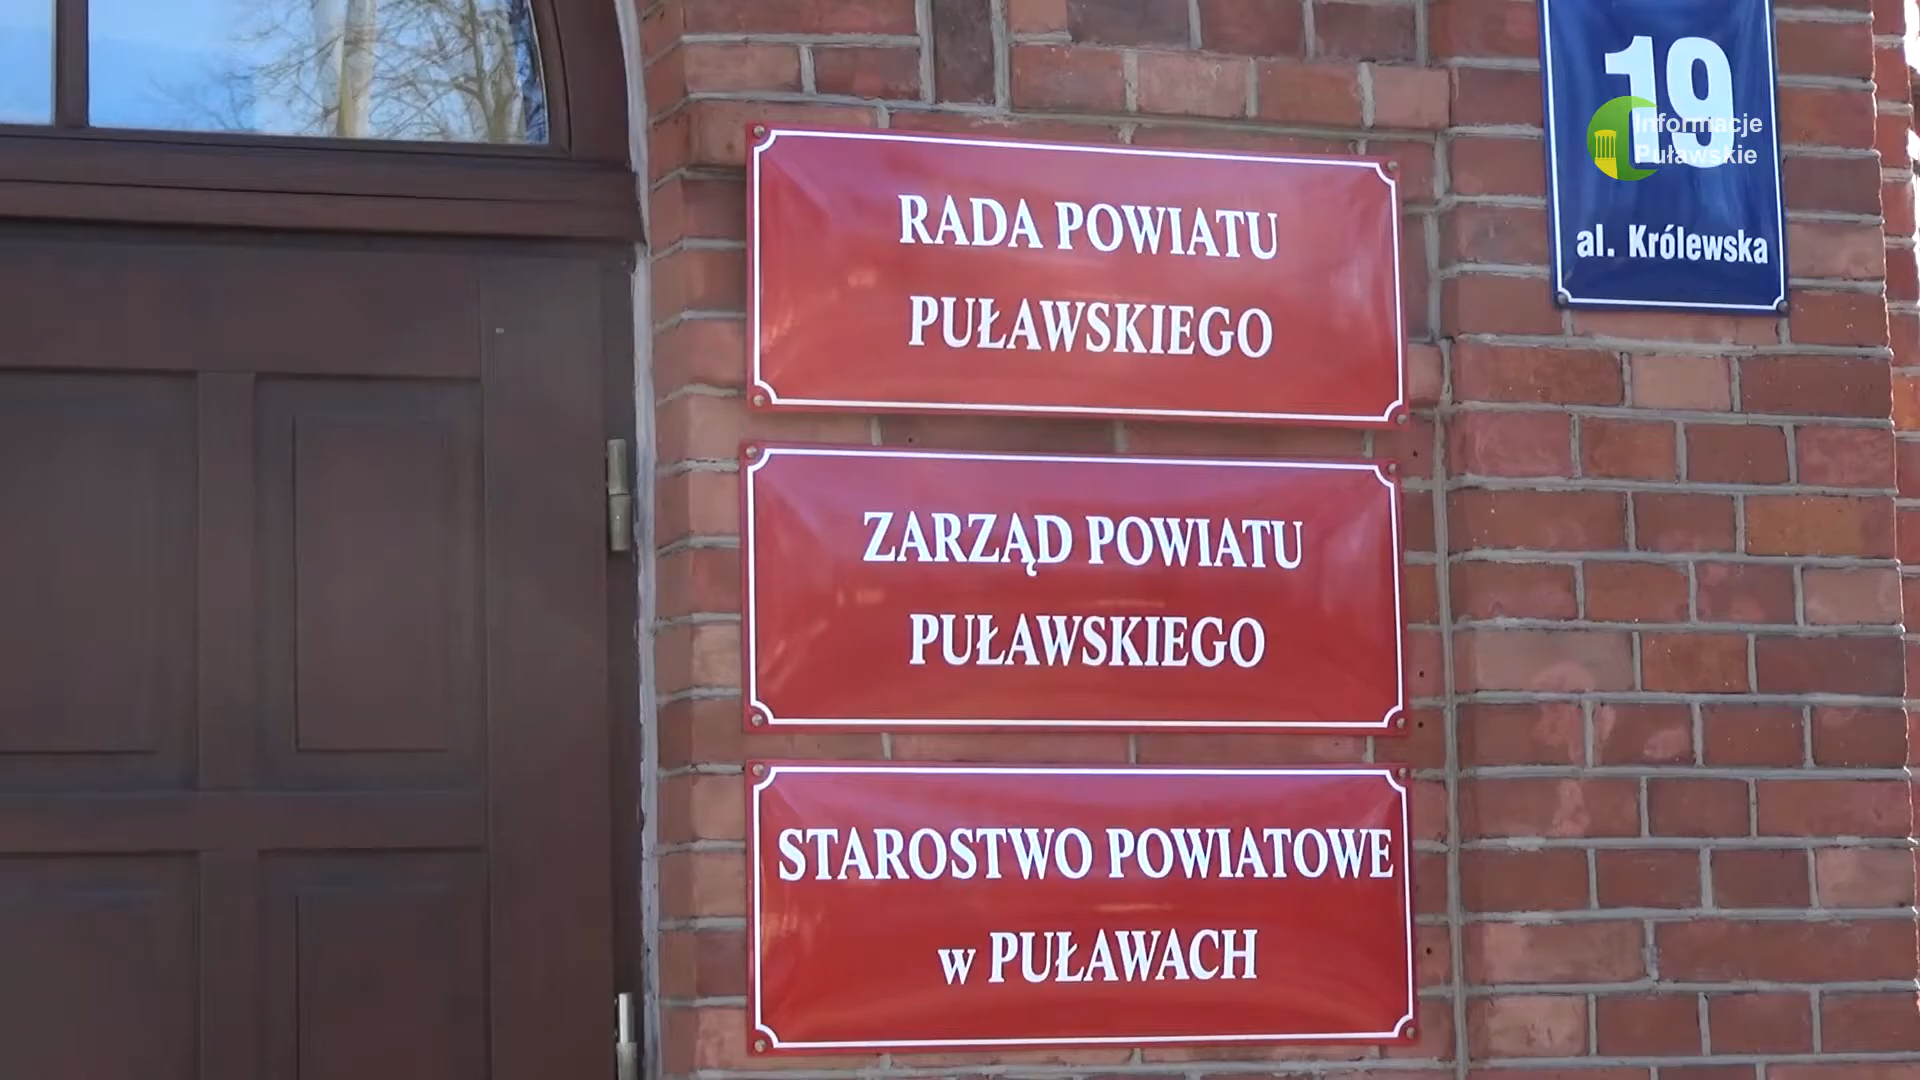 19
Informacje
Puławskie
al. Królewska
RADA POWIATU
PUŁAWSKIEGO
ZARZĄD POWIATU
PUŁAWSKIEGO
STAROSTWO POWIATOWE
w PUŁAWACH